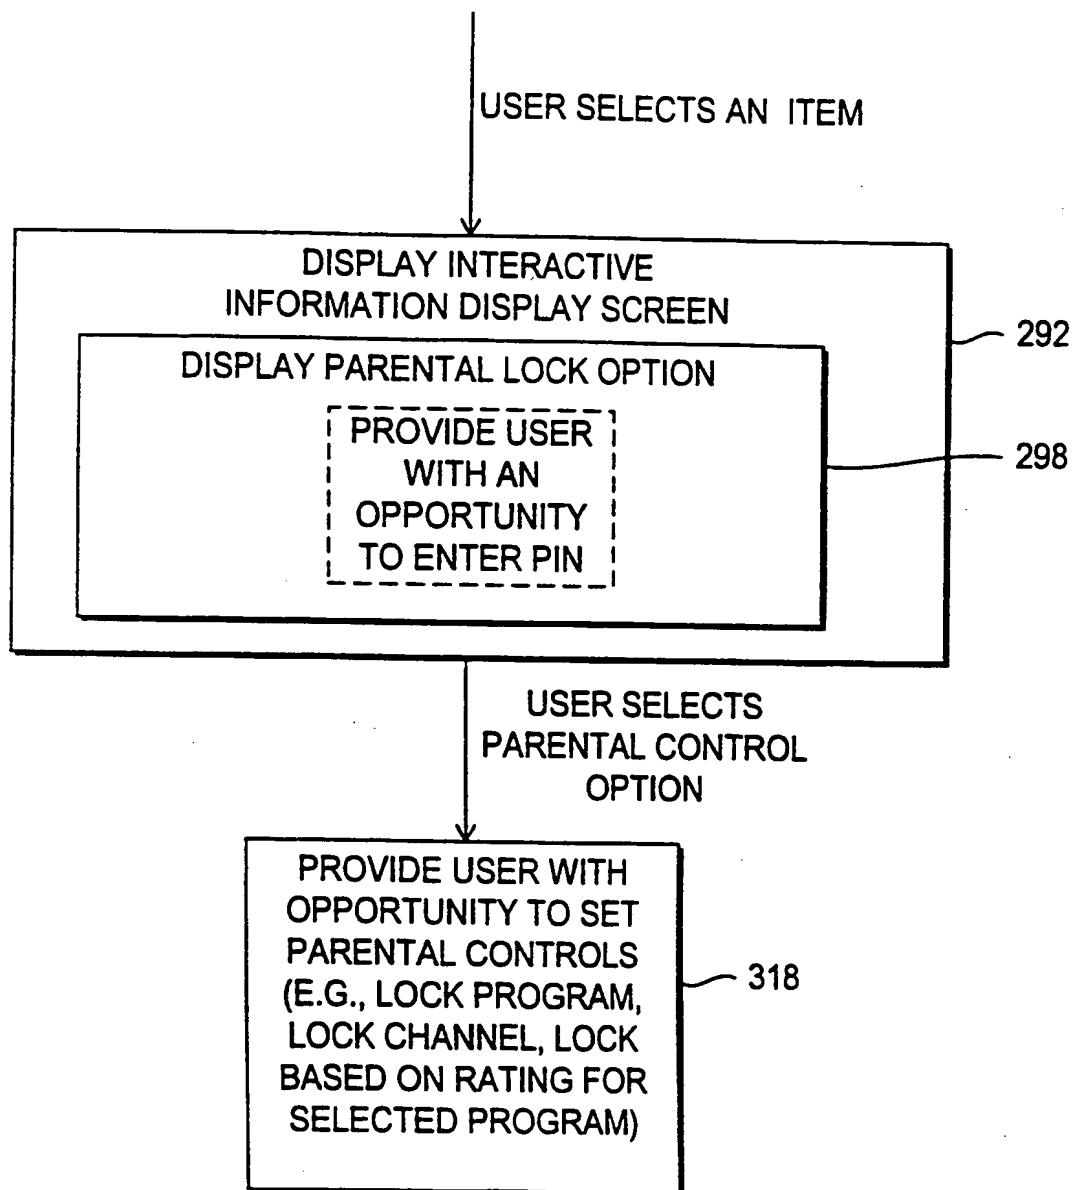 USER SELECTS AN ITEM
DISPLAY INTERACTIVE
INFORMATION DISPLAY SCREEN
292
DISPLAY PARENTAL LOCK OPTION
PROVIDE USER
WITH AN
OPPORTUNITY
TO ENTER PIN
298
USER SELECTS
PARENTAL CONTROL
OPTION
PROVIDE USER WITH
OPPORTUNITY TO SET
PARENTAL CONTROLS
(E.G., LOCK PROGRAM,
LOCK CHANNEL, LOCK
BASED ON RATING FOR
SELECTED PROGRAM)
318